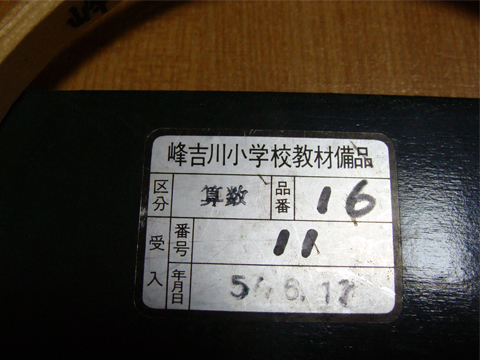 峰吉川小学校教材備品
区分 算数 品番 16
受入 番号 11
年月日 57.6.17